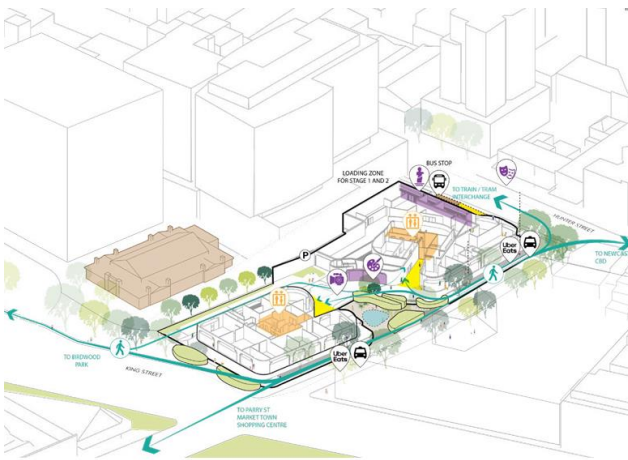 BUS STOP
LOADING ZONE
FOR STAGE 1 AND 2
TO TRAIN / TRAM
INTERCHANGE
HUNTER STREET
Uber
Eats
TO NEWCAS
CBD
P
TO BIRDWOOD
PARK
KING STREET
Uber
Eats
TO PARRY ST
MARKET TOWN
SHOPPING CENTRE